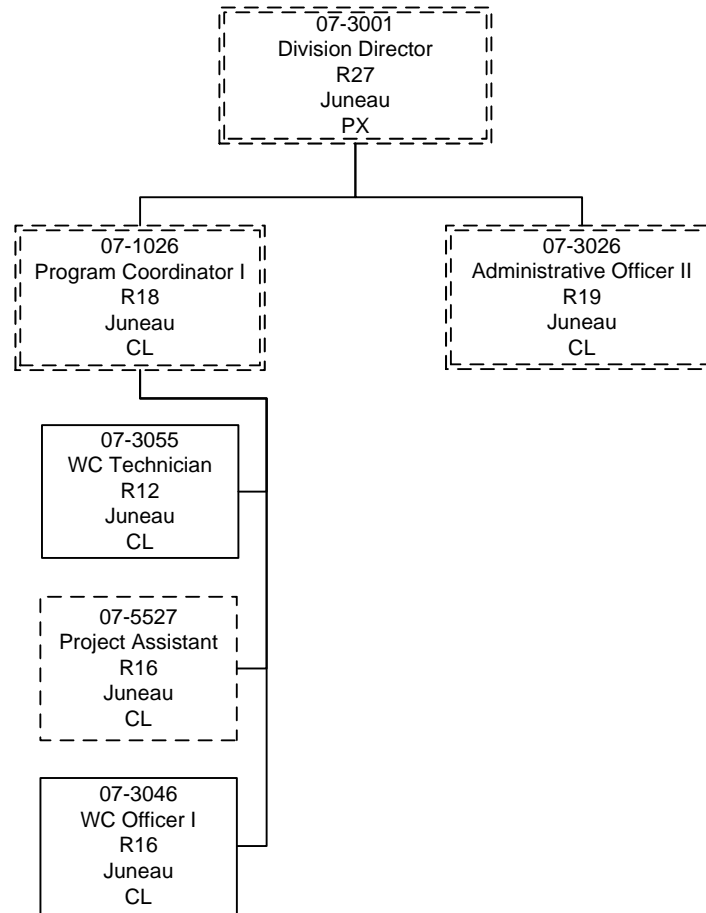 07-3001
Division Director
R27
Juneau
PX
07-1026
Program Coordinator I
R18
Juneau
CL
07-3026
Administrative Officer II
R19
Juneau
CL
07-3055
WC Technician
R12
Juneau
CL
07-5527
Project Assistant
R16
Juneau
CL
07-3046
WC Officer I
R16
Juneau
CL